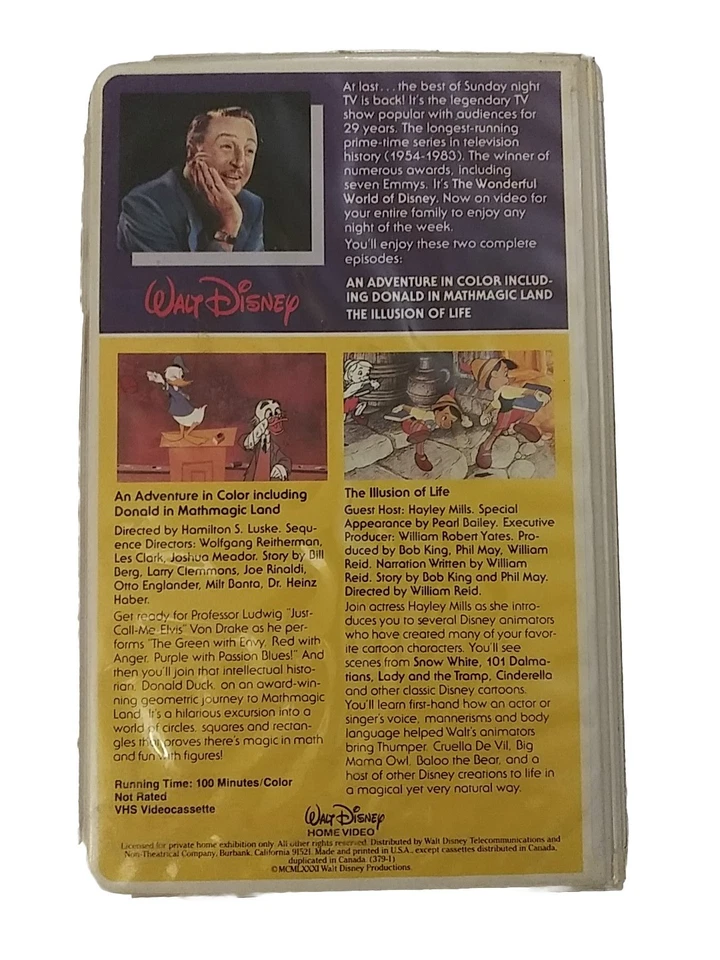 At last... the best of Sunday night
TV is back! It's the legendary TV
show popular with audiences for
29 years. The longest-running
prime-time series in television
history (1954-1983). The winner of
numerous awards, including
seven Emmys. It's The Wonderful
World of Disney. Now on video for
your entire family to enjoy any
night of the week.
You'll enjoy these two complete
episodes:
AN ADVENTURE IN COLOR INCLUD-
ING DONALD IN MATHMAGIC LAND
THE ILLUSION OF LIFE
WALT DISNEY
An Adventure in Color including
Donald in Mathmagic Land
Directed by Hamilton S. Luske. Sequ-
ence Directors: Wolfgang Reitherman,
Les Clark, Joshua Meador. Story by Bill
Berg, Larry Clemmons, Joe Rinaldi,
Otto Englander, Milt Banta, Dr. Heinz
Haber.
Get ready for Professor Ludwig "Just-
Call-Me-Elvis" Von Drake as he per-
forms "The Green with Envy, Red with
Anger, Purple with Passion Blues!" And
then you'll join that intellectual histo-
rian, Donald Duck, on an award-win-
ning geometric journey to Mathmagic
Land. It's a hilarious excursion into a
world of circles, squares and rectan-
gles that proves there's magic in math
and fun with figures!
Running Time: 100 Minutes/Color
Not Rated
VHS Videocassette
The Illusion of Life
Guest Host: Hayley Mills. Special
Appearance by Pearl Bailey. Executive
Producer: William Robert Yates. Pro-
duced by Bob King, Phil May, William
Reid. Narration Written by William
Reid. Story by Bob King and Phil May.
Directed by William Reid.
Join actress Hayley Mills as she intro-
duces you to several Disney animators
who have created many of your favor-
ite cartoon characters. You'll see
scenes from Snow White, 101 Dalma-
tians, Lady and the Tramp, Cinderella
and other classic Disney cartoons.
You'll learn first-hand how an actor or
singer's voice, mannerisms and body
language helped Walt's animators
bring Thumper, Cruella De Vil, Big
Mama Owl, Baloo the Bear, and a
host of other Disney creations to life in
a magical yet very natural way.
WALT DISNEY
HOME VIDEO
Licensed for private home exhibition only. All other rights reserved. Distributed by Walt Disney Telecommunications and
Non-Theatrical Company, Burbank, California 91521. Made and printed in U.S.A., except cassettes distributed in Canada,
duplicated in Canada. (379-1)
© MCMLXXXI Walt Disney Productions.